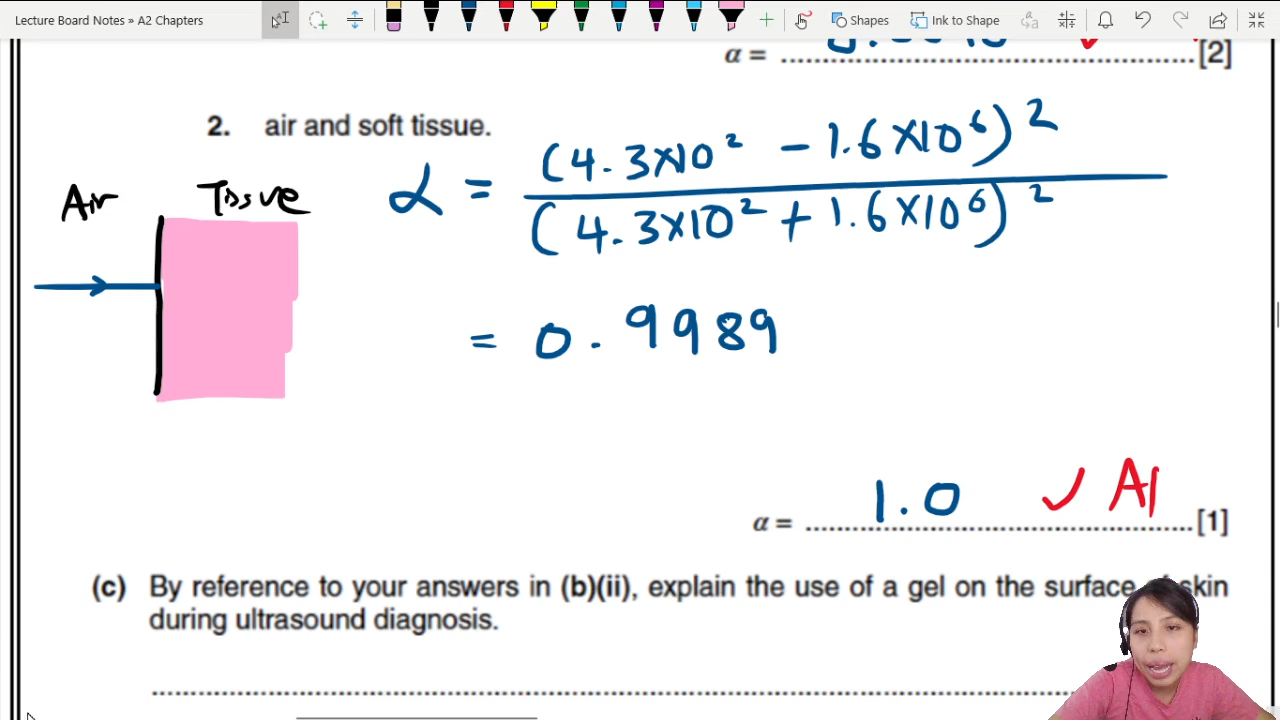 Lecture Board Notes » A2 Chapters
Shapes
Ink to Shape
α = [2]
2. air and soft tissue.
Air
Tissue
α = (4.3×10² − 1.6×10⁶)²
(4.3×10² + 1.6×10⁶)²
= 0.9989
α = 1.0 ✓ A1 [1]
(c) By reference to your answers in (b)(ii), explain the use of a gel on the surface skin
during ultrasound diagnosis.